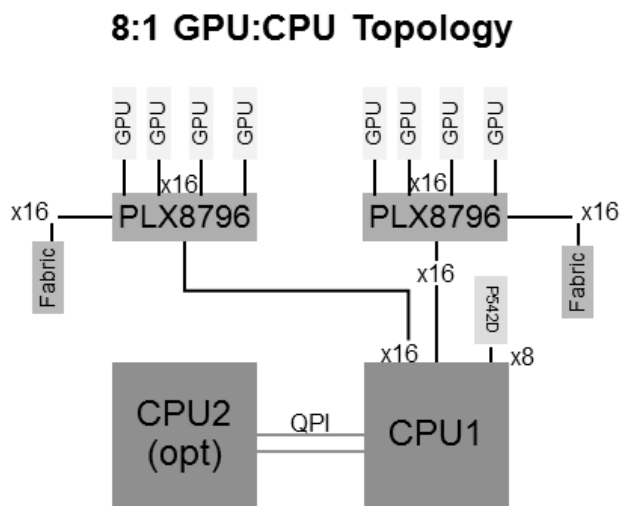 8:1 GPU:CPU Topology
GPU
GPU
GPU
GPU
GPU
GPU
GPU
GPU
x16
x16
x16
PLX8796
PLX8796
x16
Fabric
Fabric
x16
P542D
x16
x8
CPU2
(opt)
QPI
CPU1